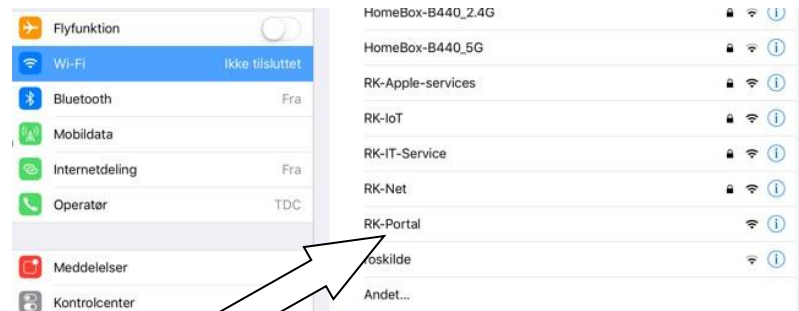 Flyfunktion
Wi-Fi Ikke tilsluttet
Bluetooth Fra
Mobildata
Internetdeling Fra
Operatør TDC
Meddelelser
Kontrolcenter
HomeBox-B440_2.4G
HomeBox-B440_5G
RK-Apple-services
RK-IoT
RK-IT-Service
RK-Net
RK-Portal
roskilde
Andet...